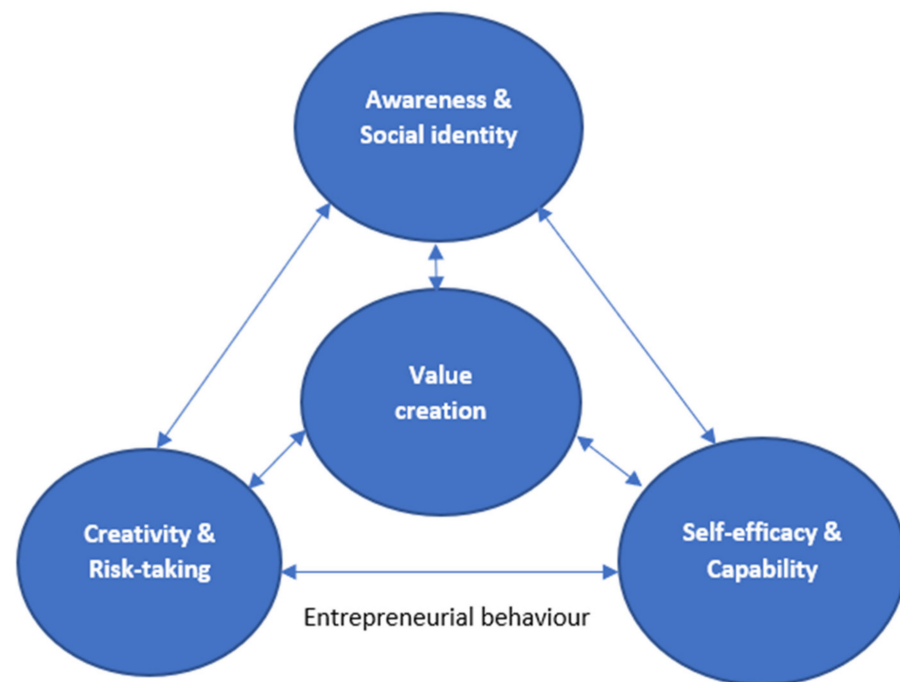 Awareness &
Social identity
Value
creation
Creativity &
Risk-taking
Self-efficacy &
Capability
Entrepreneurial behaviour